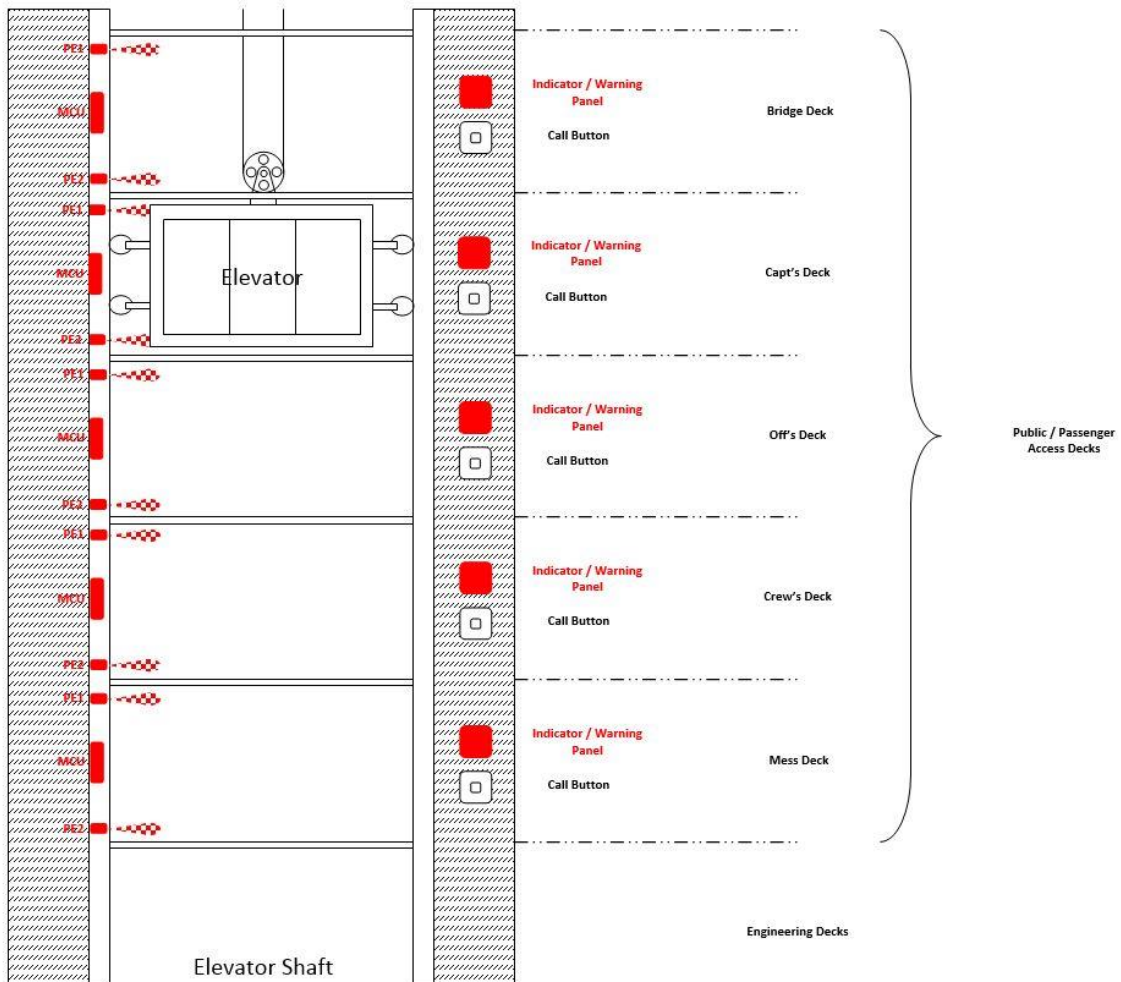 PE1
MCU
PE2
Indicator / Warning
Panel
Call Button
Bridge Deck
PE1
MCU
PE2
Elevator
Indicator / Warning
Panel
Call Button
Capt's Deck
PE1
MCU
PE2
Indicator / Warning
Panel
Call Button
Off's Deck
Public / Passenger
Access Decks
PE1
MCU
PE2
Indicator / Warning
Panel
Call Button
Crew's Deck
PE1
MCU
PE2
Indicator / Warning
Panel
Call Button
Mess Deck
Engineering Decks
Elevator Shaft